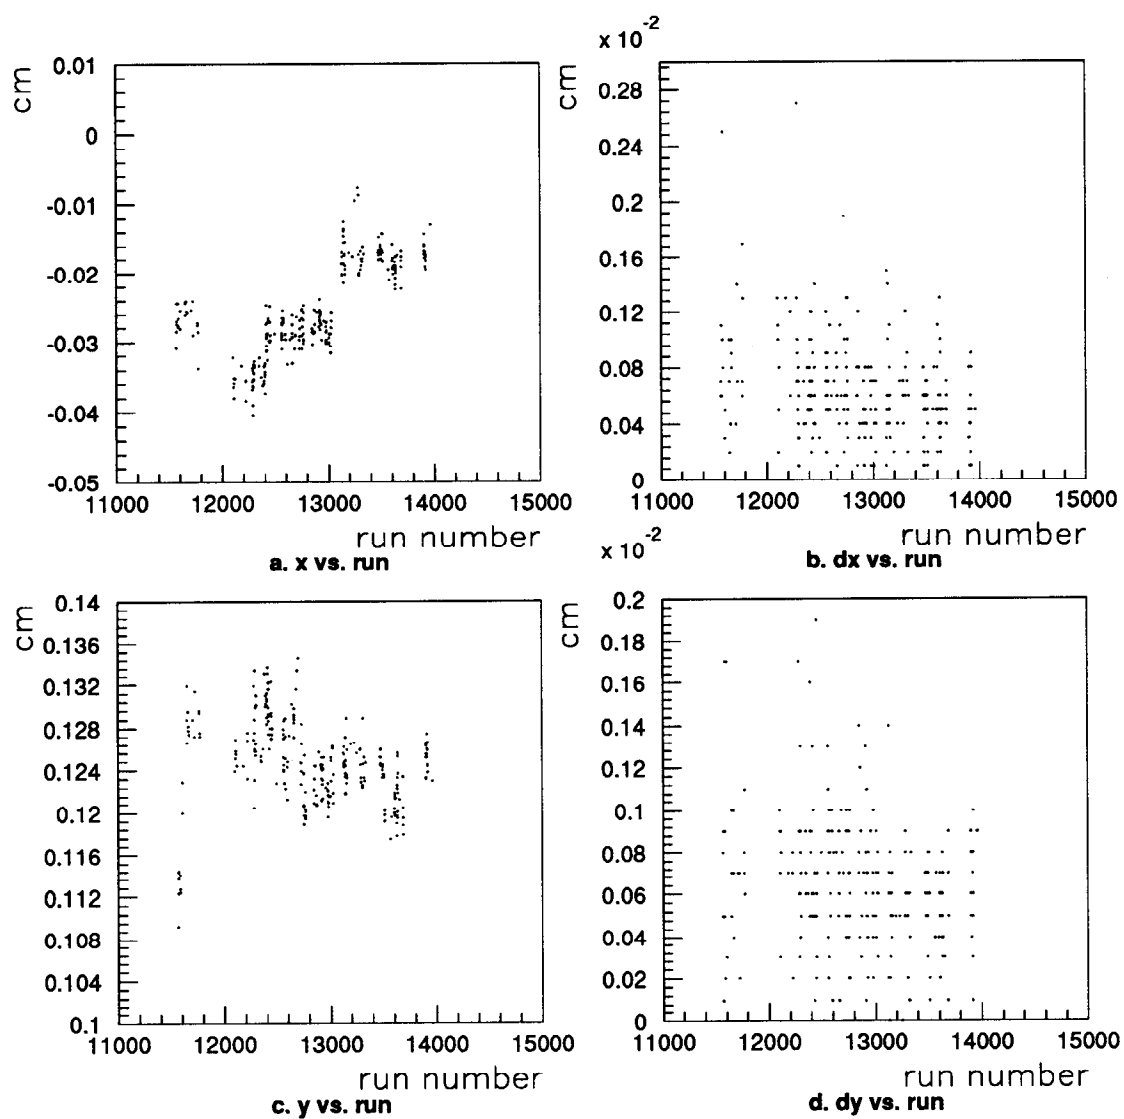 cm
0.01
0
-0.01
-0.02
-0.03
-0.04
-0.05
11000 12000 13000 14000 15000
run number
a. x vs. run
x 10⁻²
cm
0.28
0.24
0.2
0.16
0.12
0.08
0.04
0
11000 12000 13000 14000 15000
run number
b. dx vs. run
cm
0.14
0.136
0.132
0.128
0.124
0.12
0.116
0.112
0.108
0.104
0.1
11000 12000 13000 14000 15000
run number
c. y vs. run
x 10⁻²
cm
0.2
0.18
0.16
0.14
0.12
0.1
0.08
0.06
0.04
0.02
0
11000 12000 13000 14000 15000
run number
d. dy vs. run